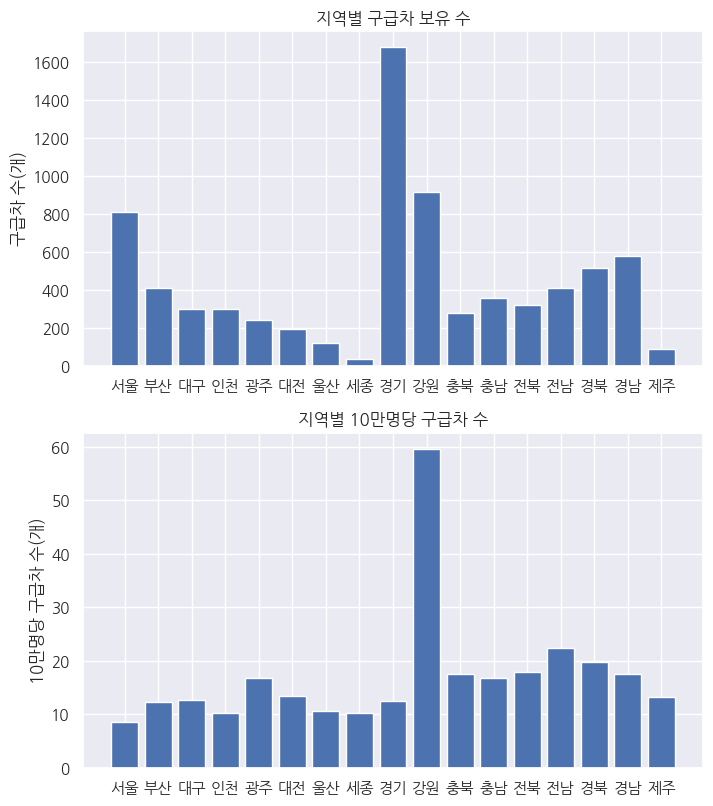 지역별 구급차 보유 수
구급차 수(개)
1600
1400
1200
1000
800
600
400
200
0
서울 부산 대구 인천 광주 대전 울산 세종 경기 강원 충북 충남 전북 전남 경북 경남 제주
지역별 10만명당 구급차 수
10만명당 구급차 수(개)
60
50
40
30
20
10
0
서울 부산 대구 인천 광주 대전 울산 세종 경기 강원 충북 충남 전북 전남 경북 경남 제주